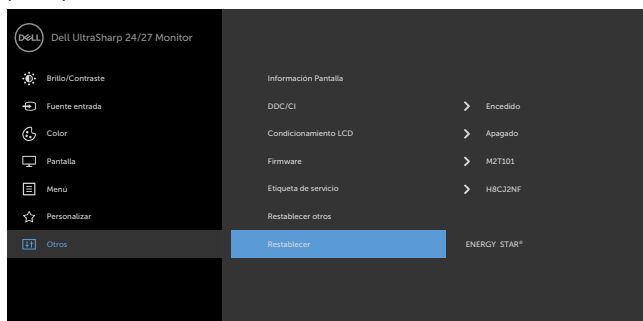 DELL Dell UltraSharp 24/27 Monitor
Brillo/Contraste Información Pantalla
Fuente entrada DDC/CI Encedido
Color Condicionamiento LCD Apagado
Pantalla Firmware M2T101
Menú Etiqueta de servicio H8CJ2NF
Personalizar Restablecer otros
Otros Restablecer ENERGY STAR®